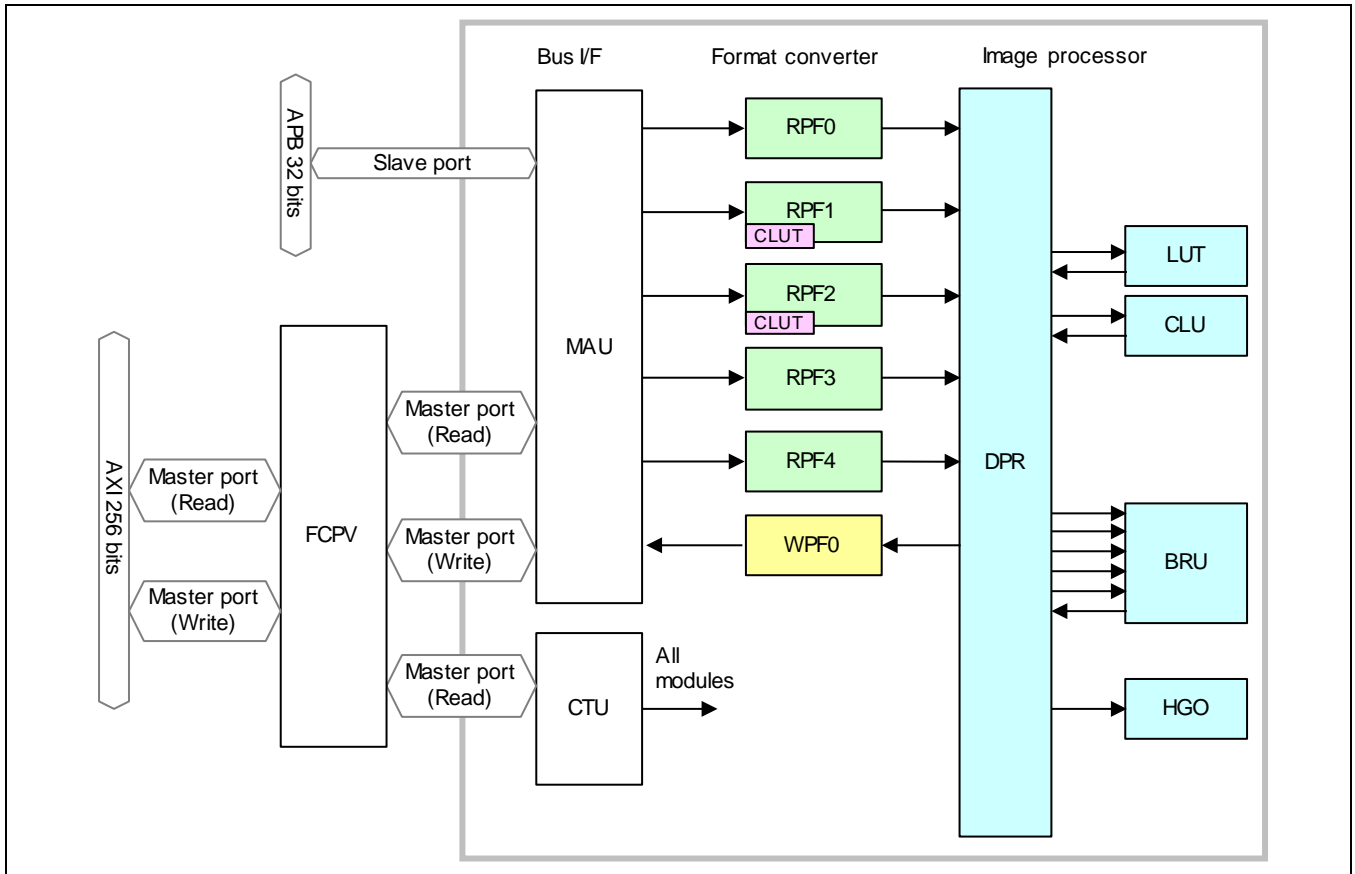 Bus I/F
Format converter
Image processor
APB 32 bits
Slave port
RPF0
RPF1
CLUT
RPF2
CLUT
RPF3
RPF4
WPF0
MAU
DPR
LUT
CLU
BRU
HGO
AXI 256 bits
Master port
(Read)
Master port
(Write)
FCPV
Master port
(Read)
Master port
(Write)
Master port
(Read)
CTU
All
modules